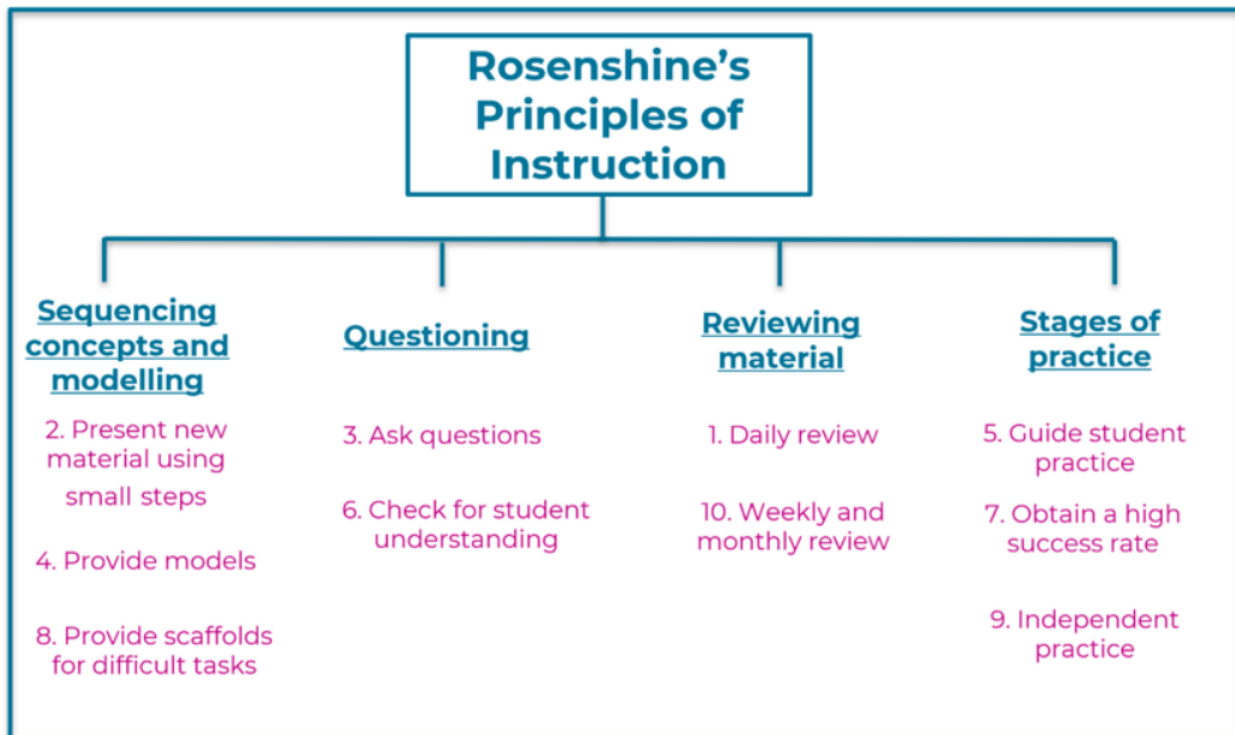 Rosenshine’s
Principles of
Instruction
Sequencing
concepts and
modelling
2. Present new
material using
small steps
4. Provide models
8. Provide scaffolds
for difficult tasks
Questioning
3. Ask questions
6. Check for student
understanding
Reviewing
material
1. Daily review
10. Weekly and
monthly review
Stages of
practice
5. Guide student
practice
7. Obtain a high
success rate
9. Independent
practice